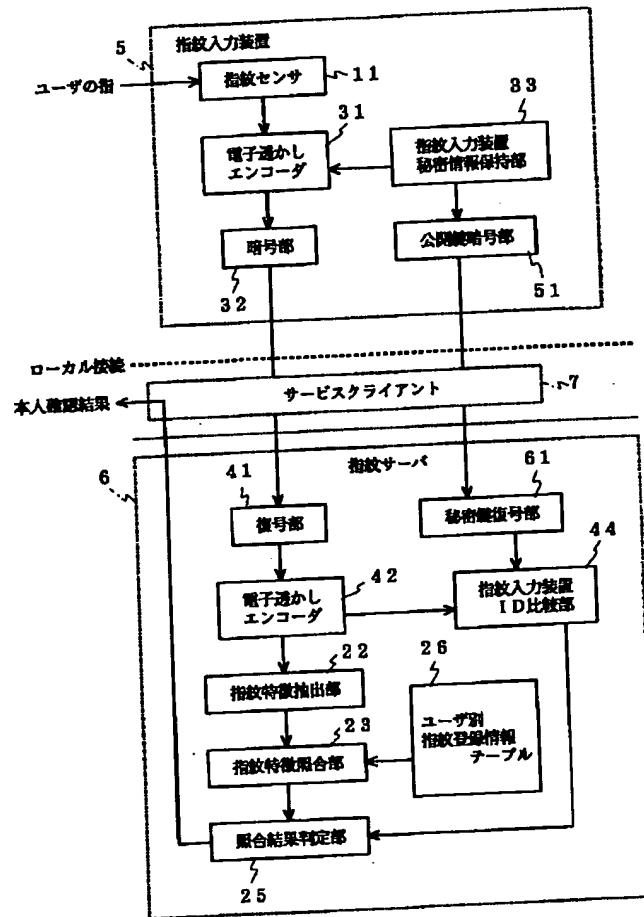 5
指紋入力装置
ユーザの指
指紋センサ
11
31
33
電子透かし
エンコーダ
指紋入力装置
秘密情報保持部
暗号部
32
公開鍵暗号部
51
ローカル接続
サービスクライアント
7
本人確認結果
6
指紋サーバ
41
61
復号部
秘密鍵復号部
44
電子透かし
エンコーダ
42
指紋入力装置
ID比較部
22
指紋特徴抽出部
26
23
ユーザ別
指紋登録情報
テーブル
指紋特徴照合部
照合結果判定部
25